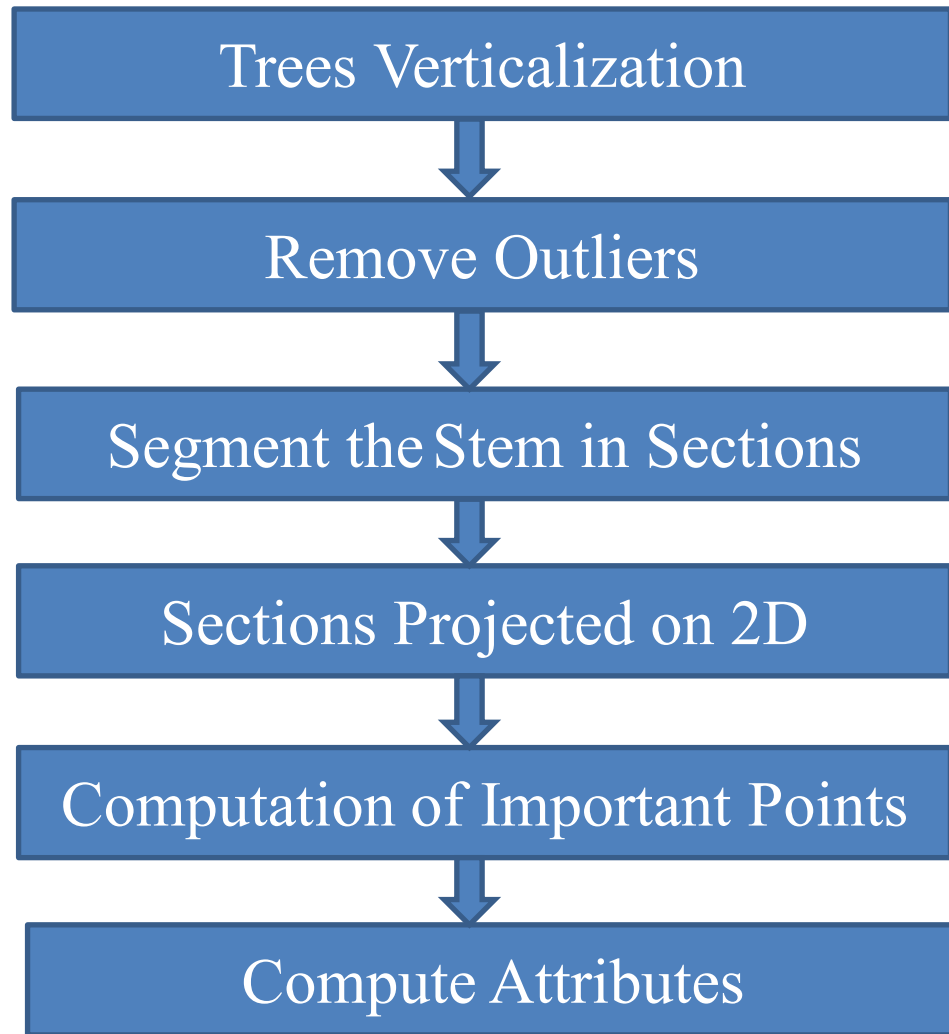 Trees Verticalization
Remove Outliers
Segment the Stem in Sections
Sections Projected on 2D
Computation of Important Points
Compute Attributes